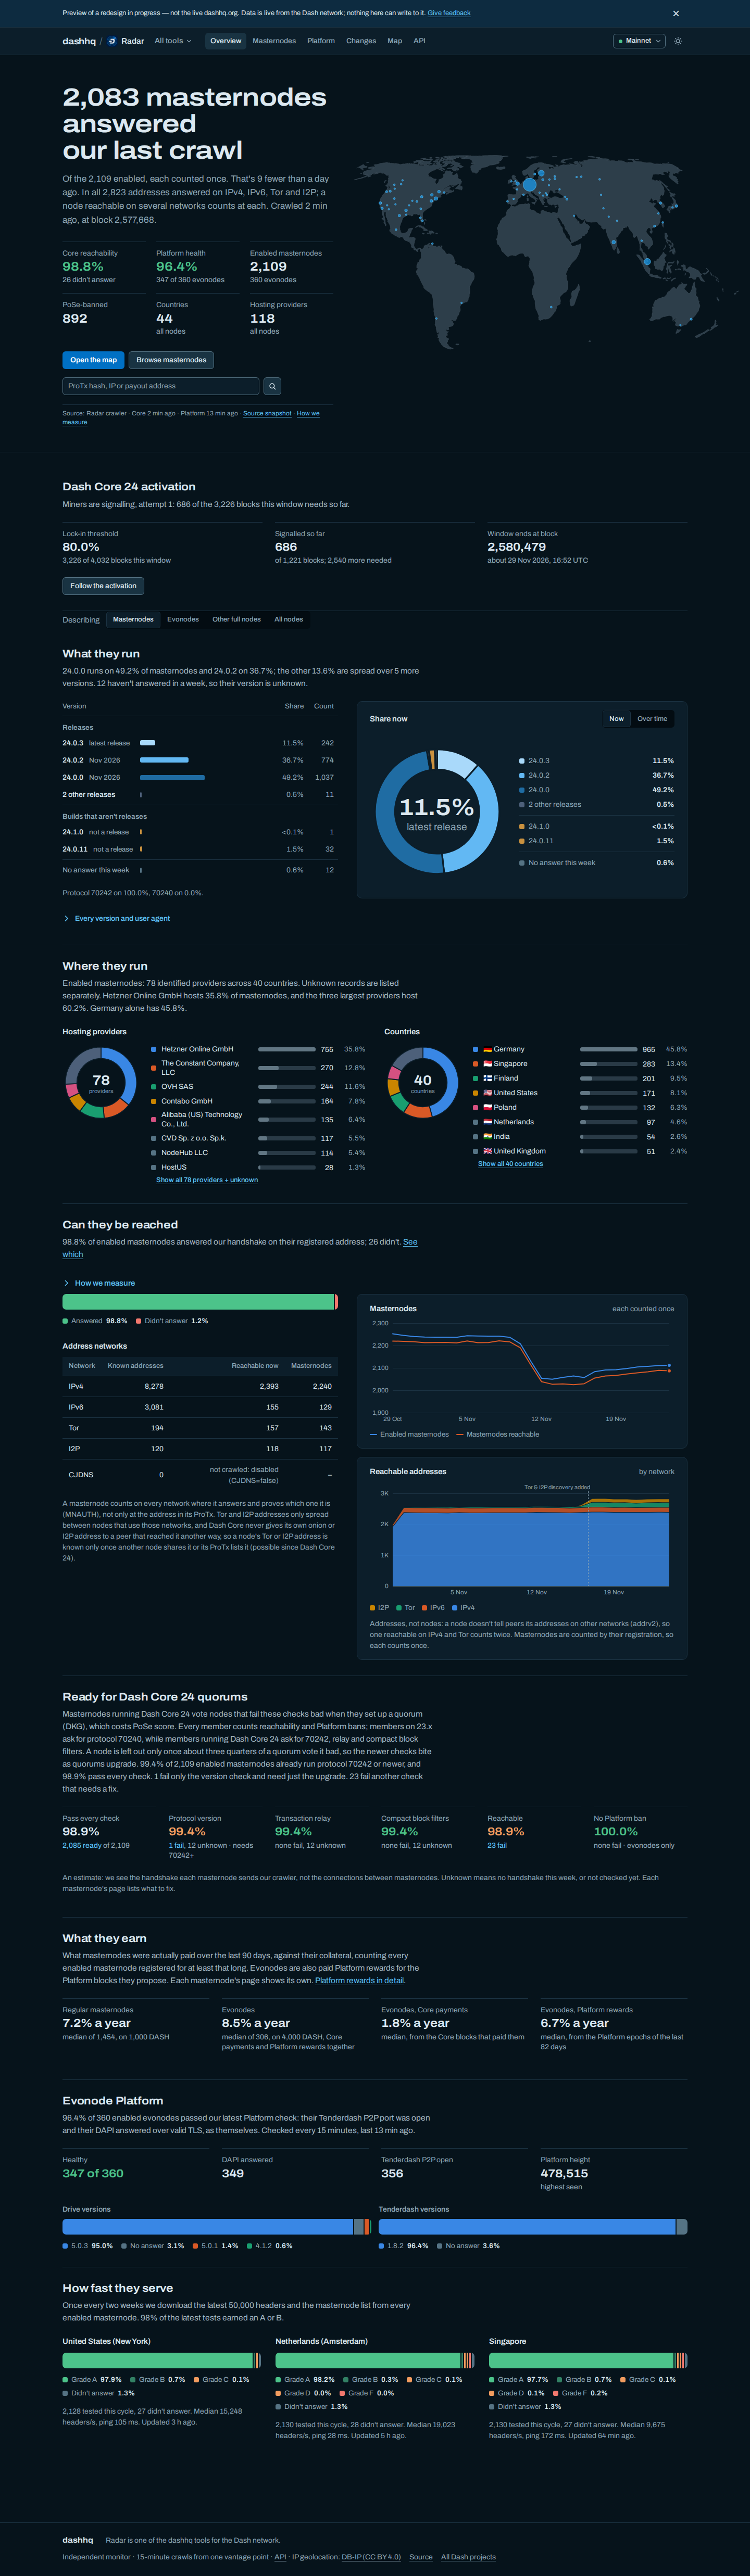 Preview of a redesign in progress — not the live dashhq.org. Data is live from the Dash network; nothing here can write to it. Give feedback
dashhq / Radar All tools Overview Masternodes Platform Changes Map API Mainnet
2,083 masternodes
answered
our last crawl
Of the 2,109 enabled, each counted once. That's 9 fewer than a day
ago. In all 2,823 addresses answered on IPv4, IPv6, Tor and I2P; a
node reachable on several networks counts at each. Crawled 2 min
ago, at block 2,577,668.
Core reachability Platform health Enabled masternodes
98.8% 96.4% 2,109
26 didn't answer 347 of 360 evonodes 360 evonodes
PoSe-banned Countries Hosting providers
892 44 118
all nodes all nodes
Open the map Browse masternodes
ProTx hash, IP or payout address
Source: Radar crawler · Core 2 min ago · Platform 13 min ago · Source snapshot · How we
measure
Dash Core 24 activation
Miners are signalling, attempt 1: 686 of the 3,226 blocks this window needs so far.
Lock-in threshold Signalled so far Window ends at block
80.0% 686 2,580,479
3,226 of 4,032 blocks this window of 1,221 blocks; 2,540 more needed about 29 Nov 2026, 16:52 UTC
Follow the activation
Describing Masternodes Evonodes Other full nodes All nodes
What they run
24.0.0 runs on 49.2% of masternodes and 24.0.2 on 36.7%; the other 13.6% are spread over 5 more
versions. 12 haven't answered in a week, so their version is unknown.
Version Share Count
Releases
24.0.3 latest release 11.5% 242
24.0.2 Nov 2026 36.7% 774
24.0.0 Nov 2026 49.2% 1,037
2 other releases 0.5% 11
Builds that aren't releases
24.1.0 not a release <0.1% 1
24.0.11 not a release 1.5% 32
No answer this week 0.6% 12
Protocol 70242 on 100.0%, 70240 on 0.0%.
Every version and user agent
Share now Now Over time
11.5%
latest release
24.0.3 11.5%
24.0.2 36.7%
24.0.0 49.2%
2 other releases 0.5%
24.1.0 <0.1%
24.0.11 1.5%
No answer this week 0.6%
Where they run
Enabled masternodes: 78 identified providers across 40 countries. Unknown records are listed
separately. Hetzner Online GmbH hosts 35.8% of masternodes, and the three largest providers host
60.2%. Germany alone has 45.8%.
Hosting providers
78
providers
Hetzner Online GmbH 755 35.8%
The Constant Company,
LLC 270 12.8%
OVH SAS 244 11.6%
Contabo GmbH 164 7.8%
Alibaba (US) Technology
Co., Ltd. 135 6.4%
CVD Sp. z o.o. Sp.k. 117 5.5%
NodeHub LLC 114 5.4%
HostUS 28 1.3%
Show all 78 providers + unknown
Countries
40
countries
Germany 965 45.8%
Singapore 283 13.4%
Finland 201 9.5%
United States 171 8.1%
Poland 132 6.3%
Netherlands 97 4.6%
India 54 2.6%
United Kingdom 51 2.4%
Show all 40 countries
Can they be reached
98.8% of enabled masternodes answered our handshake on their registered address; 26 didn't. See
which
How we measure
Answered 98.8% Didn't answer 1.2%
Address networks
Network Known addresses Reachable now Masternodes
IPv4 8,278 2,393 2,240
IPv6 3,081 155 129
Tor 194 157 143
I2P 120 118 117
CJDNS 0 not crawled: disabled
(CJDNS=false) –
A masternode counts on every network where it answers and proves which one it is
(MNAUTH), not only at the address in its ProTx. Tor and I2P addresses only spread
between nodes that use those networks, and Dash Core never gives its own onion or
I2P address to a peer that reached it another way, so a node's Tor or I2P address is
known only once another node shares it or its ProTx lists it (possible since Dash Core
24).
Masternodes each counted once
2,300
2,200
2,100
2,000
1,900
29 Oct 5 Nov 12 Nov 19 Nov
Enabled masternodes Masternodes reachable
Reachable addresses by network
Tor & I2P discovery added
3K
2K
1K
0
5 Nov 12 Nov 19 Nov
I2P Tor IPv6 IPv4
Addresses, not nodes: a node doesn't tell peers its addresses on other networks (addrv2), so
one reachable on IPv4 and Tor counts twice. Masternodes are counted by their registration, so
each counts once.
Ready for Dash Core 24 quorums
Masternodes running Dash Core 24 vote nodes that fail these checks bad when they set up a quorum
(DKG), which costs PoSe score. Every member counts reachability and Platform bans; members on 23.x
ask for protocol 70240, while members running Dash Core 24 ask for 70242, relay and compact block
filters. A node is left out only once about three quarters of a quorum vote it bad, so the newer checks bite
as quorums upgrade. 99.4% of 2,109 enabled masternodes already run protocol 70242 or newer, and
98.9% pass every check. 1 fail only the version check and need just the upgrade. 23 fail another check
that needs a fix.
Pass every check Protocol version Transaction relay Compact block filters Reachable No Platform ban
98.9% 99.4% 99.4% 99.4% 98.9% 100.0%
2,085 ready of 2,109 1 fail, 12 unknown · needs none fail, 12 unknown none fail, 12 unknown 23 fail none fail · evonodes only
70242+
An estimate: we see the handshake each masternode sends our crawler, not the connections between masternodes. Unknown means no handshake this week, or not checked yet. Each
masternode's page lists what to fix.
What they earn
What masternodes were actually paid over the last 90 days, against their collateral, counting every
enabled masternode registered for at least that long. Evonodes are also paid Platform rewards for the
Platform blocks they propose. Each masternode's page shows its own. Platform rewards in detail.
Regular masternodes Evonodes Evonodes, Core payments Evonodes, Platform rewards
7.2% a year 8.5% a year 1.8% a year 6.7% a year
median of 1,464, on 1,000 DASH median of 306, on 4,000 DASH, Core median, from the Core blocks that paid them median, from the Platform epochs of the last
payments and Platform rewards together 82 days
Evonode Platform
96.4% of 360 enabled evonodes passed our latest Platform check: their Tenderdash P2P port was open
and their DAPI answered over valid TLS, as themselves. Checked every 15 minutes, last 13 min ago.
Healthy DAPI answered Tenderdash P2P open Platform height
347 of 360 349 356 478,515
highest seen
Drive versions Tenderdash versions
5.0.3 95.0% No answer 3.1% 5.0.1 1.4% 4.1.2 0.6% 1.8.2 96.4% No answer 3.6%
How fast they serve
Once every two weeks we download the latest 50,000 headers and the masternode list from every
enabled masternode. 98% of the latest tests earned an A or B.
United States (New York)
Grade A 97.9% Grade B 0.7% Grade C 0.1%
Didn't answer 1.3%
2,128 tested this cycle, 27 didn't answer. Median 15,248
headers/s, ping 105 ms. Updated 3 h ago.
Netherlands (Amsterdam)
Grade A 98.2% Grade B 0.3% Grade C 0.1%
Grade D 0.0% Grade F 0.0%
Didn't answer 1.3%
2,130 tested this cycle, 28 didn't answer. Median 19,023
headers/s, ping 28 ms. Updated 5 h ago.
Singapore
Grade A 97.7% Grade B 0.7% Grade C 0.1%
Grade D 0.1% Grade F 0.2%
Didn't answer 1.3%
2,130 tested this cycle, 27 didn't answer. Median 9,675
headers/s, ping 172 ms. Updated 64 min ago.
dashhq Radar is one of the dashhq tools for the Dash network.
Independent monitor · 15-minute crawls from one vantage point · API · IP geolocation: DB-IP (CC BY 4.0) Source All Dash projects